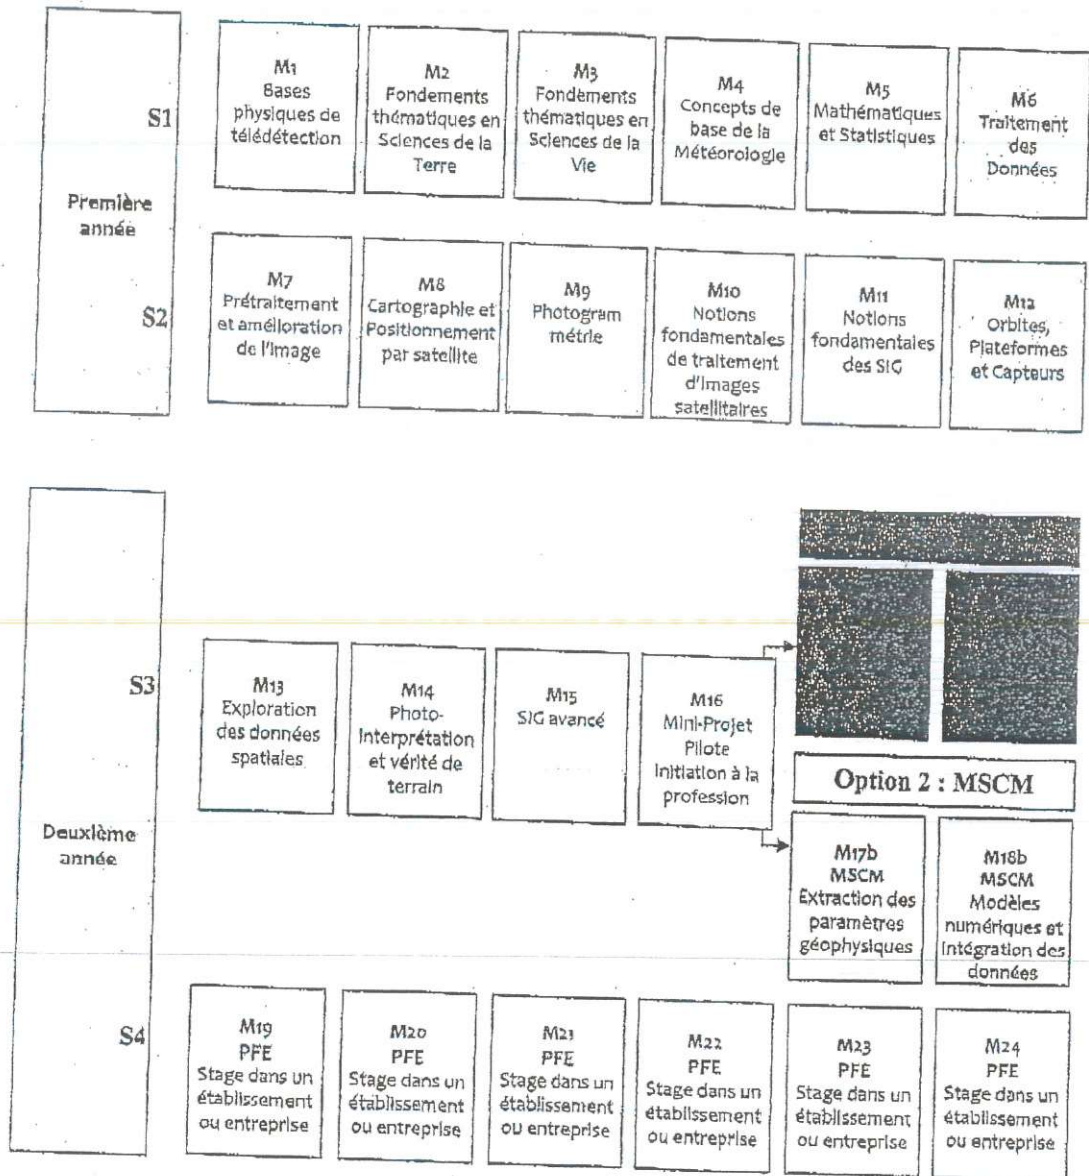 Première
année
S1
M1
Bases
physiques de
télédétection
M2
Fondements
thématiques en
Sciences de la
Terre
M3
Fondements
thématiques en
Sciences de la
Vie
M4
Concepts de
base de la
Météorologie
M5
Mathématiques
et Statistiques
M6
Traitement
des
Données
S2
M7
Prétraitement
et amélioration
de l'image
M8
Cartographie et
Positionnement
par satellite
M9
Photogram
métrie
M10
Notions
fondamentales
de traitement
d'images
satellitaires
M11
Notions
fondamentales
des SIG
M12
Orbites,
Plateformes
et Capteurs
Deuxième
année
S3
M13
Exploration
des données
spatiales
M14
Photo-
interprétation
et vérité de
terrain
M15
SIG avancé
M16
Mini-Projet
Pilote
Initiation à la
profession
Option 2 : MSCM
M17b
MSCM
Extraction des
paramètres
géophysiques
M18b
MSCM
Modèles
numériques et
intégration des
données
S4
M19
PFE
Stage dans un
établissement
ou entreprise
M20
PFE
Stage dans un
établissement
ou entreprise
M21
PFE
Stage dans un
établissement
ou entreprise
M22
PFE
Stage dans un
établissement
ou entreprise
M23
PFE
Stage dans un
établissement
ou entreprise
M24
PFE
Stage dans un
établissement
ou entreprise